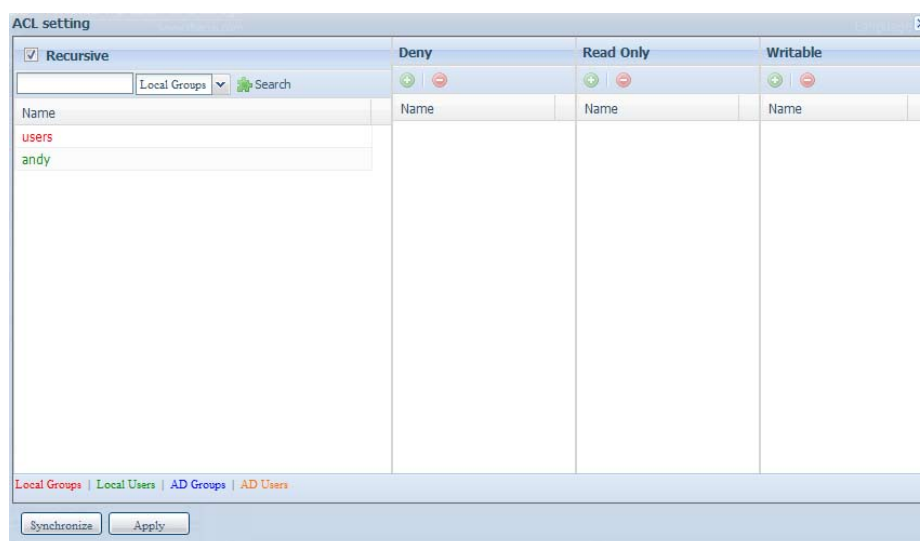 ACL setting
Recursive
Deny
Read Only
Writable
Local Groups
Search
Name
Name
Name
Name
users
andy
Local Groups | Local Users | AD Groups | AD Users
Synchronize
Apply